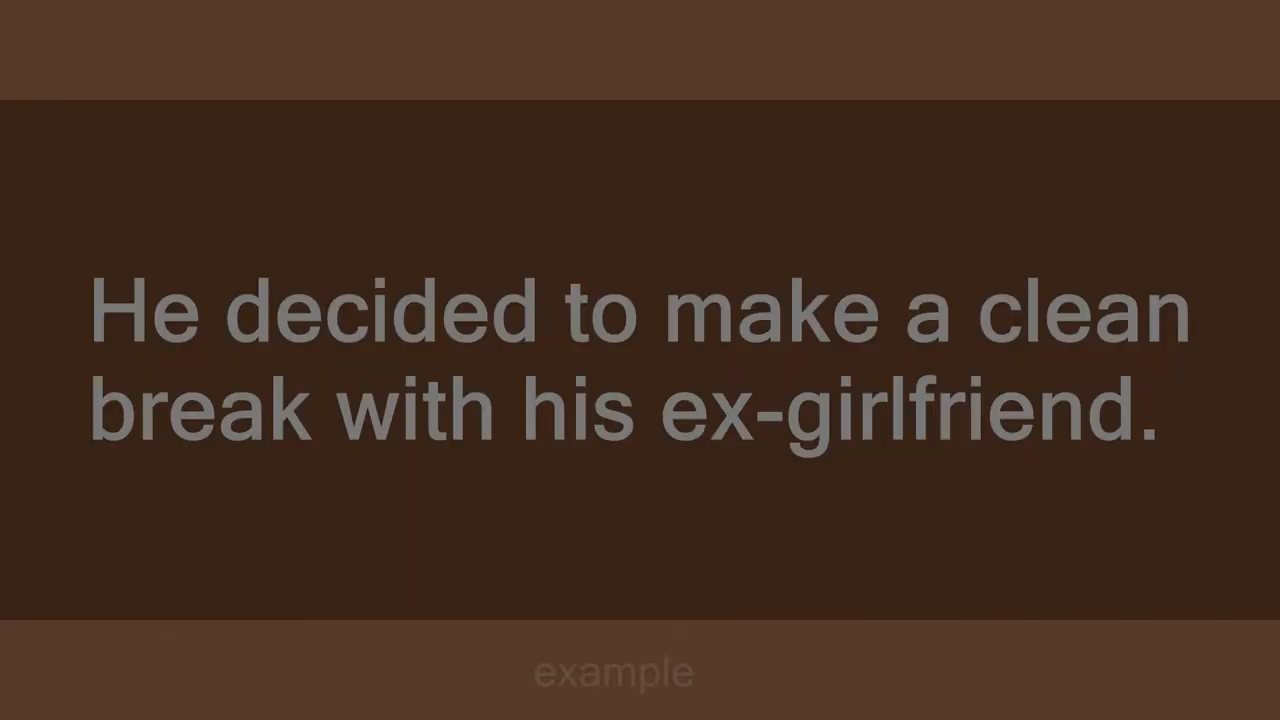 He decided to make a clean
break with his ex-girlfriend.
example